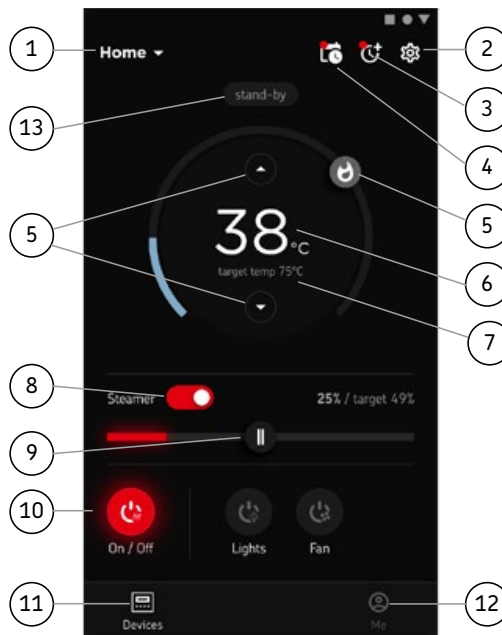 1
2
Home
3
stand-by
13
4
5
5
38°C
6
target temp 75°C
7
8
Steamer
25% / target 49%
9
10
On / Off
Lights
Fan
11
12
Devices
Me